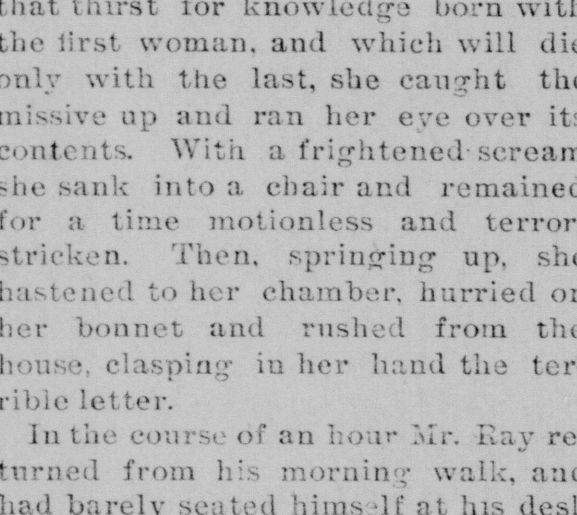 that thirst for knowledge born with
the first woman, and which will die
only with the last, she caught the
missive up and ran her eye over its
contents. With a frightened scream
she sank into a chair and remained
for a time motionless and terror
stricken. Then, springing up, she
hastened to her chamber, hurried on
her bonnet and rushed from the
house, clasping in her hand the ter
rible letter.
In the course of an hour Mr. Ray re
turned from his morning walk, and
had barely seated himself at his desk